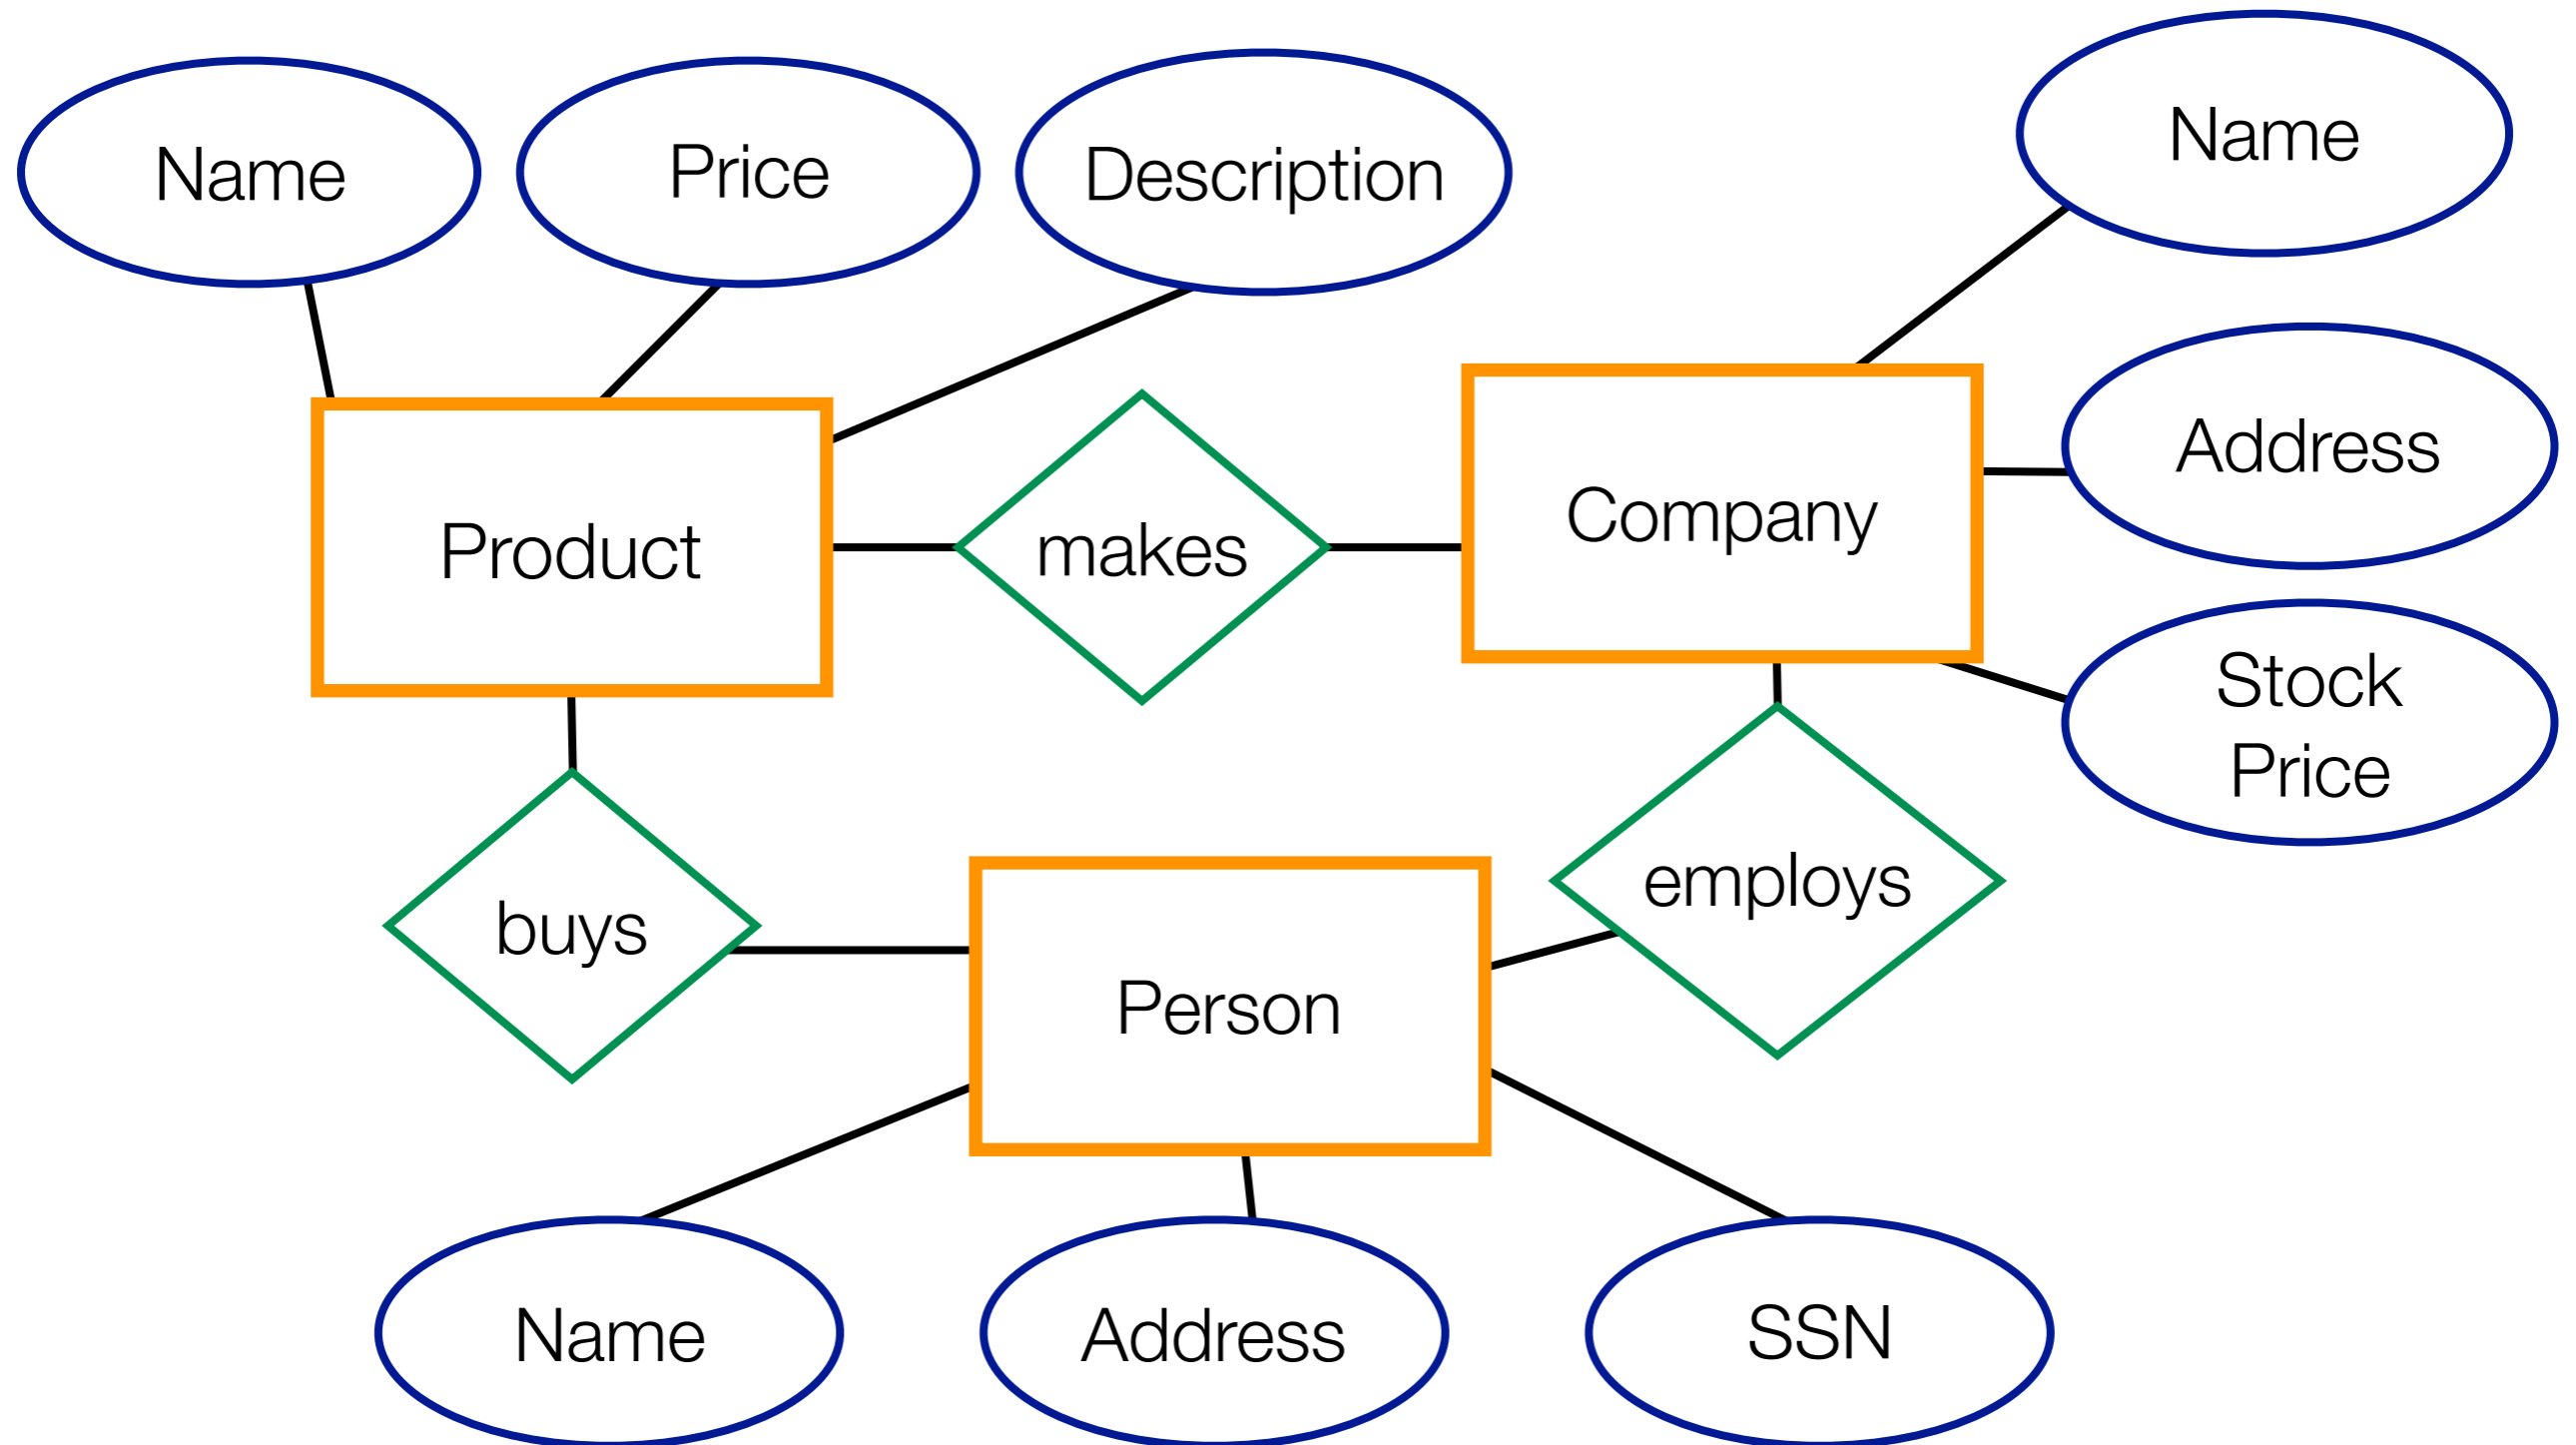 Name
Price
Description
Name
Address
Product
makes
Company
Stock
Price
buys
employs
Person
Name
Address
SSN